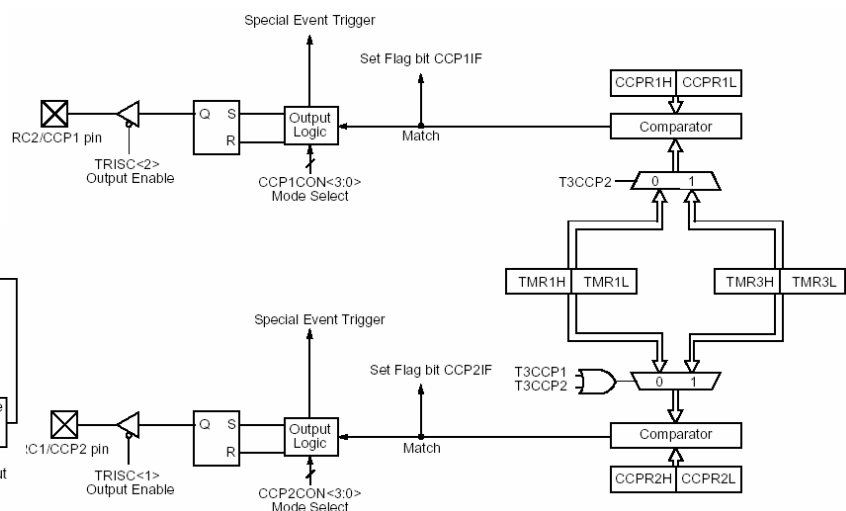 Special Event Trigger
Set Flag bit CCP1IF
CCPR1H CCPR1L
Q S
R
Output
Logic
Comparator
RC2/CCP1 pin
Match
TRISC<2>
Output Enable
CCP1CON<3:0>
Mode Select
T3CCP2
0 1
TMR1H TMR1L
TMR3H TMR3L
Special Event Trigger
Set Flag bit CCP2IF
T3CCP1
T3CCP2
0 1
Q S
R
Output
Logic
Comparator
:C1/CCP2 pin
Match
TRISC<1>
Output Enable
CCP2CON<3:0>
Mode Select
CCPR2H CCPR2L